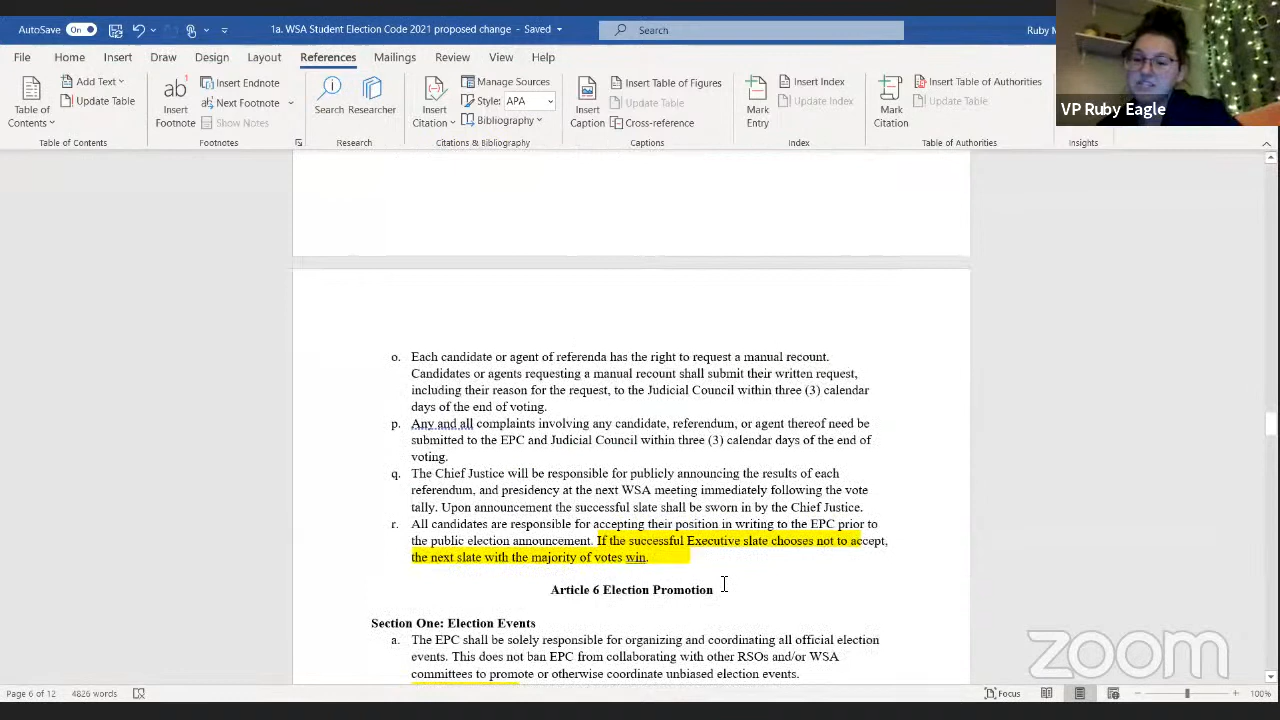 AutoSave On 1a. WSA Student Election Code 2021 proposed change - Saved Search Ruby M
File Home Insert Draw Design Layout References Mailings Review View Help
Table of Contents Add Text Update Table Table of Contents
Insert Footnote Insert Endnote Next Footnote Show Notes Footnotes
Search Researcher Research
Insert Citation Manage Sources Style: APA Bibliography Citations & Bibliography
Insert Caption Insert Table of Figures Update Table Cross-reference Captions
Mark Entry Insert Index Update Index Index
Mark Citation Insert Table of Authorities Update Table Table of Authorities
Insights
VP Ruby Eagle
o. Each candidate or agent of referenda has the right to request a manual recount.
Candidates or agents requesting a manual recount shall submit their written request,
including their reason for the request, to the Judicial Council within three (3) calendar
days of the end of voting.
p. Any and all complaints involving any candidate, referendum, or agent thereof need be
submitted to the EPC and Judicial Council within three (3) calendar days of the end of
voting.
q. The Chief Justice will be responsible for publicly announcing the results of each
referendum, and presidency at the next WSA meeting immediately following the vote
tally. Upon announcement the successful slate shall be sworn in by the Chief Justice.
r. All candidates are responsible for accepting their position in writing to the EPC prior to
the public election announcement. If the successful Executive slate chooses not to accept,
the next slate with the majority of votes win.
Article 6 Election Promotion
Section One: Election Events
a. The EPC shall be solely responsible for organizing and coordinating all official election
events. This does not ban EPC from collaborating with other RSOs and/or WSA
committees to promote or otherwise coordinate unbiased election events.
zoom
Page 6 of 12 4826 words Focus 100%